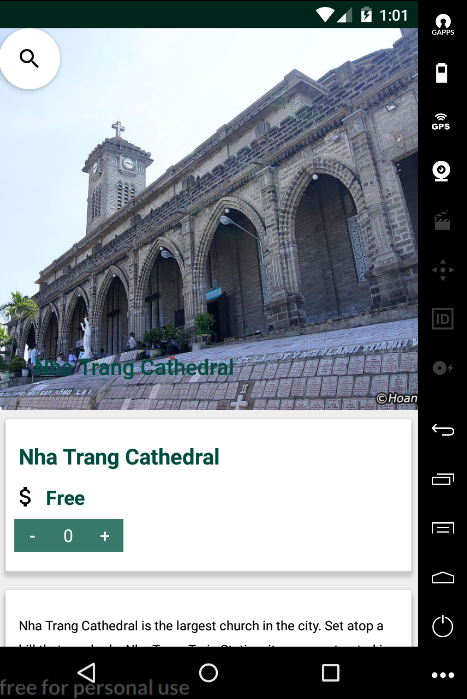 1:01
GAPPS
GPS
ID
Nha Trang Cathedral
II
©Hoan
Nha Trang Cathedral
$ Free
- 0 +
Nha Trang Cathedral is the largest church in the city. Set atop a
free for personal use